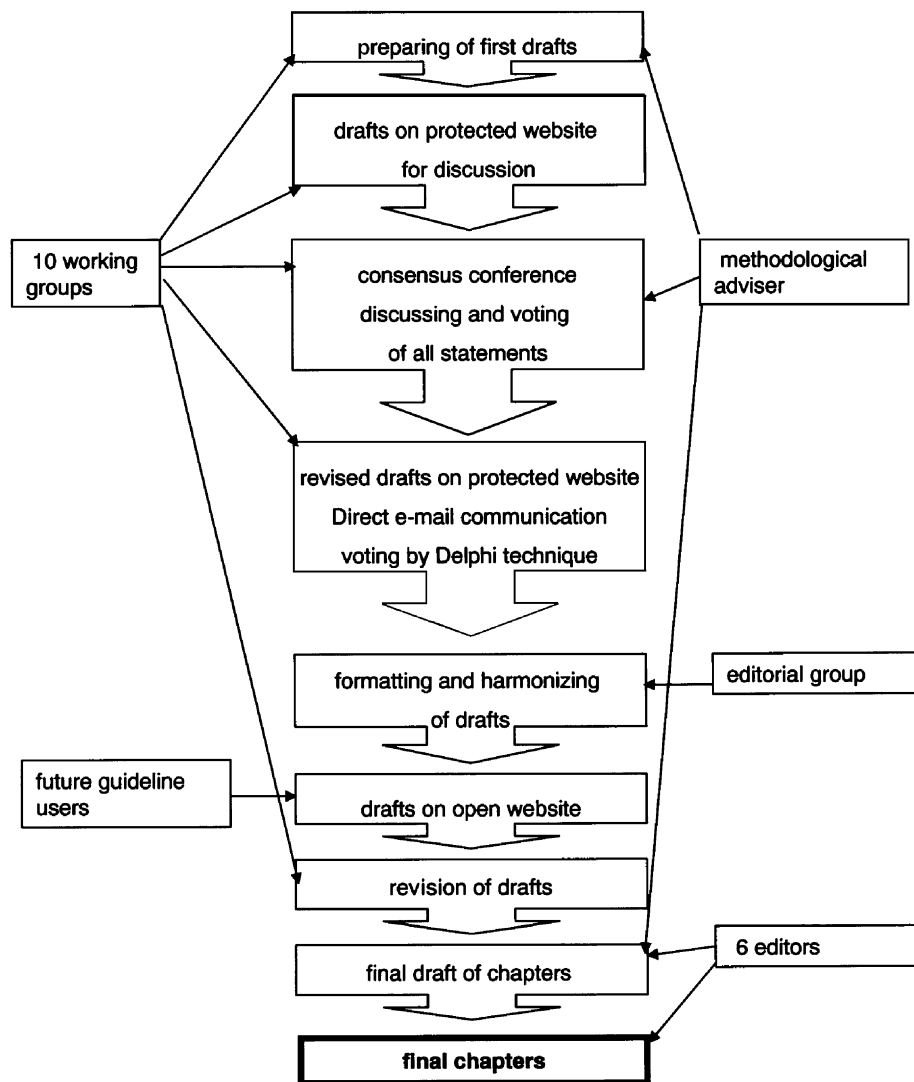 preparing of first drafts
drafts on protected website
for discussion
10 working
groups
consensus conference
discussing and voting
of all statements
methodological
adviser
revised drafts on protected website
Direct e-mail communication
voting by Delphi technique
formatting and harmonizing
of drafts
editorial group
future guideline
users
drafts on open website
revision of drafts
final draft of chapters
6 editors
final chapters